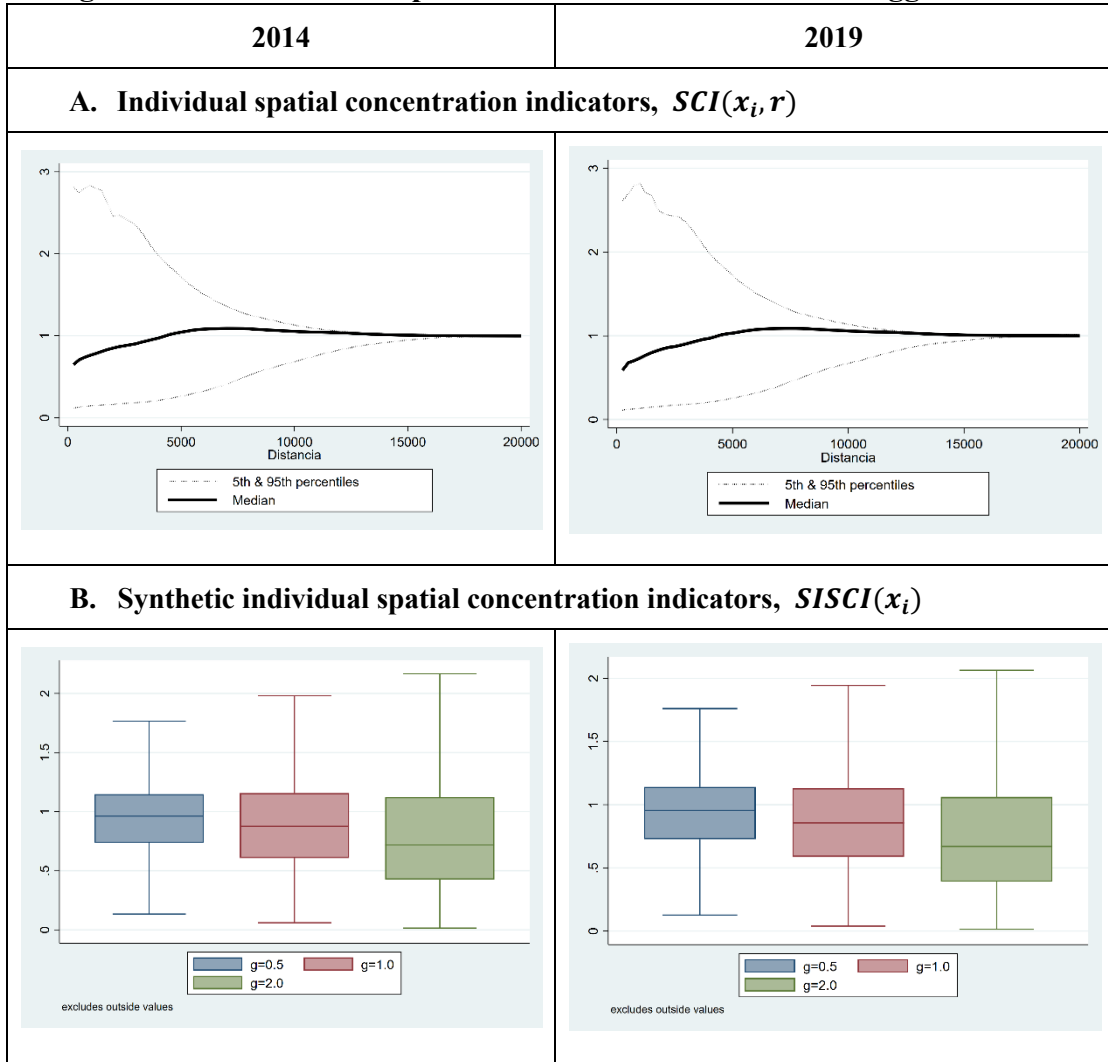 2014 2019
A. Individual spatial concentration indicators, SCI(x_i, r)
3
2
1
0
0 5000 10000 15000 20000
Distancia
5th & 95th percentiles
Median
3
2
1
0
0 5000 10000 15000 20000
Distancia
5th & 95th percentiles
Median
B. Synthetic individual spatial concentration indicators, SISCI(x_i)
2
1.5
1
.5
0
g=0.5 g=1.0
g=2.0
excludes outside values
2
1.5
1
.5
0
g=0.5 g=1.0
g=2.0
excludes outside values